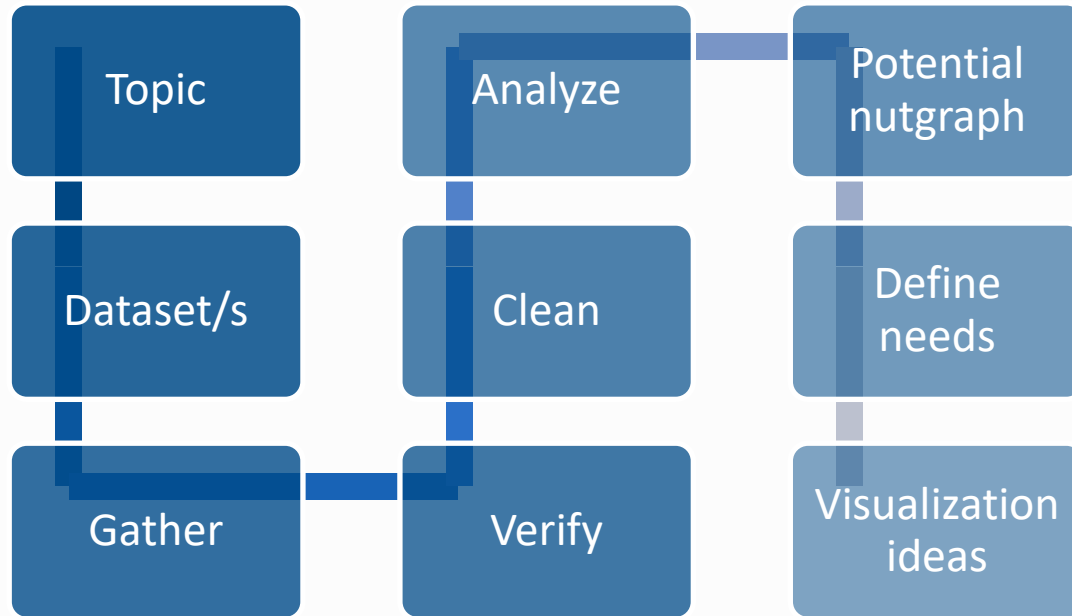 Topic
Dataset/s
Gather
Verify
Clean
Analyze
Potential
nutgraph
Define
needs
Visualization
ideas